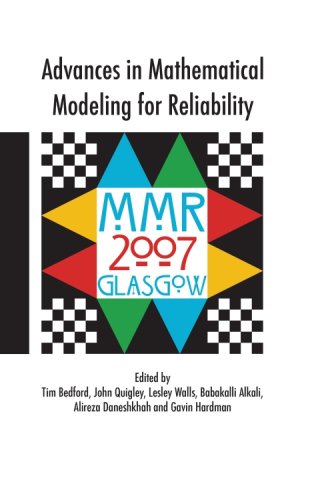 Advances in Mathematical
Modeling for Reliability
MMR
2007
GLASGOW
Edited by
Tim Bedford, John Quigley, Lesley Walls, Babakalli Alkali,
Alireza Daneshkhah and Gavin Hardman